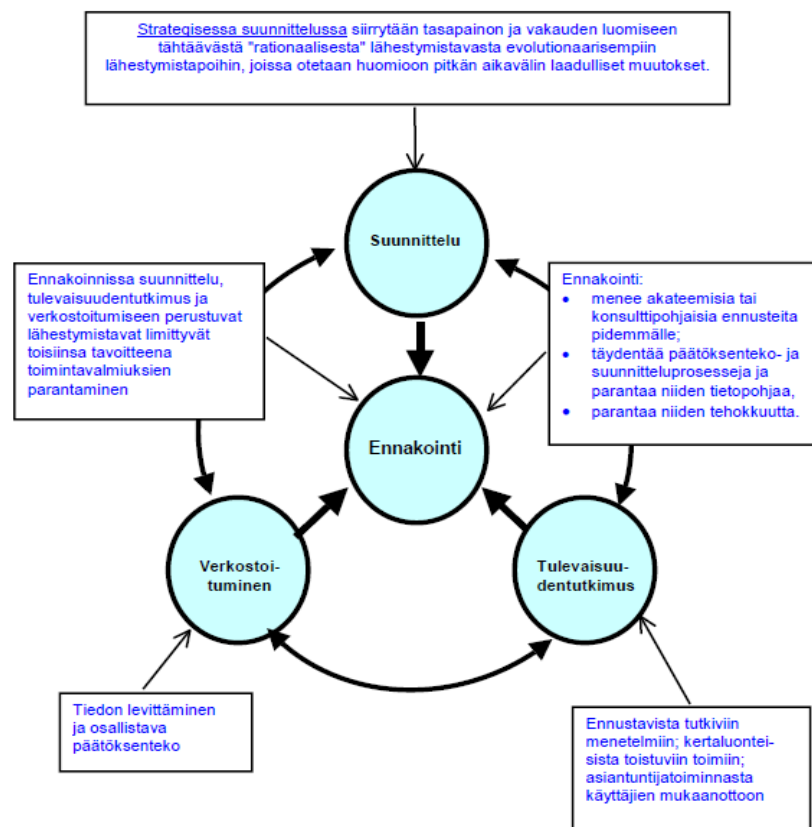 Strategisessa suunnittelussa siirrytään tasapainon ja vakauden luomiseen
tähtäävästä "rationaalisesta" lähestymistavasta evolutionaarisempiin
lähestymistapoihin, joissa otetaan huomioon pitkän aikavälin laadulliset muutokset.
Suunnittelu
Ennakoinnissa suunnittelu,
tulevaisuudentutkimus ja
verkostoitumiseen perustuvat
lähestymistavat limittyvät
toisiinsa tavoitteena
toimintavalmiuksien
parantaminen
Ennakointi:
• menee akateemisia tai
konsulttipohjaisia ennusteita
pidemmälle;
• täydentää päätöksenteko- ja
suunnitteluprosesseja ja
parantaa niiden tietopohjaa,
• parantaa niiden tehokkuutta.
Ennakointi
Verkostoi-
tuminen
Tulevaisuu-
dentutkimus
Tiedon levittäminen
ja osallistava
päätöksenteko
Ennustavista tutkiviin
menetelmiin; kertaluontei-
sista toistuviin toimiin;
asiantuntijatoiminnasta
käyttäjien mukaanottoon